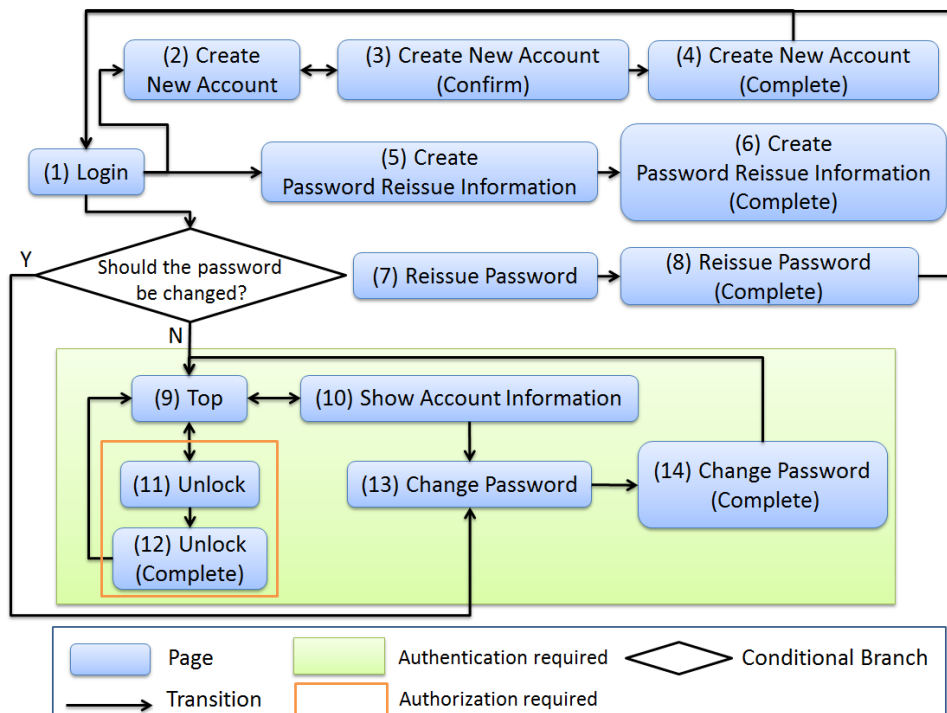 (2) Create
New Account
(3) Create New Account
(Confirm)
(4) Create New Account
(Complete)
(1) Login
(5) Create
Password Reissue Information
(6) Create
Password Reissue Information
(Complete)
Y
Should the password
be changed?
(7) Reissue Password
(8) Reissue Password
(Complete)
N
(9) Top
(10) Show Account Information
(11) Unlock
(13) Change Password
(14) Change Password
(Complete)
(12) Unlock
(Complete)
Page
Authentication required
Conditional Branch
Transition
Authorization required